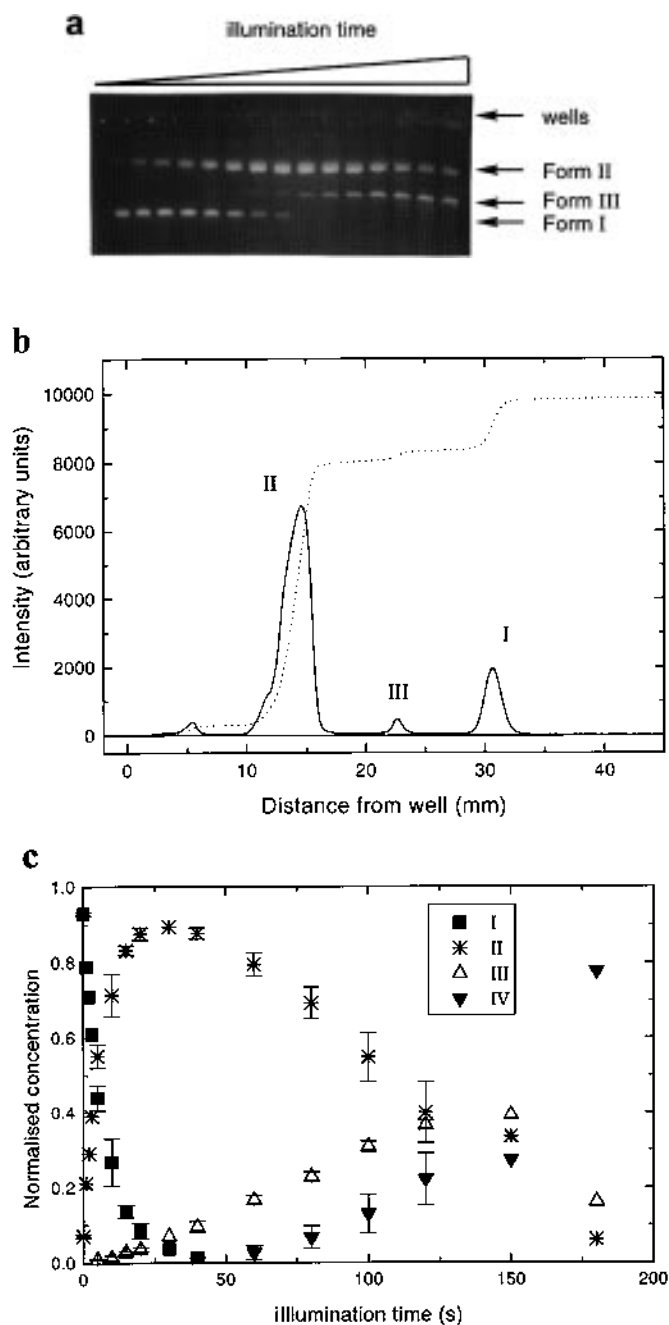 a
illumination time
wells
Form II
Form III
Form I
b
10000
8000
6000
4000
2000
0
Intensity (arbitrary units)
II
III
I
0
10
20
30
40
Distance from well (mm)
c
1.0
0.8
0.6
0.4
0.2
0.0
Normalised concentration
I
II
III
IV
0
50
100
150
200
illlumination time (s)